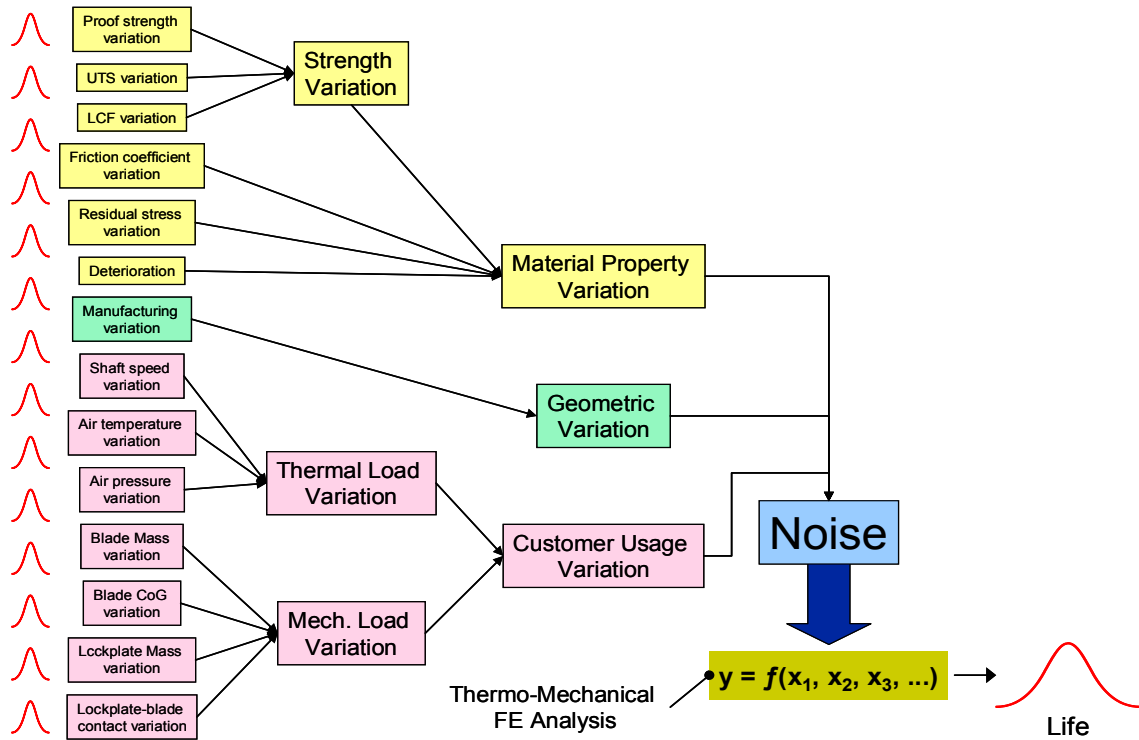 Proof strength
variation
UTS variation
LCF variation
Friction coefficient
variation
Residual stress
variation
Deterioration
Manufacturing
variation
Shaft speed
variation
Air temperature
variation
Air pressure
variation
Blade Mass
variation
Blade CoG
variation
Lcckplate Mass
variation
Lockplate-blade
contact variation
Strength
Variation
Thermal Load
Variation
Mech. Load
Variation
Material Property
Variation
Geometric
Variation
Customer Usage
Variation
Noise
y = f(x₁, x₂, x₃, ...)
Thermo-Mechanical
FE Analysis
Life